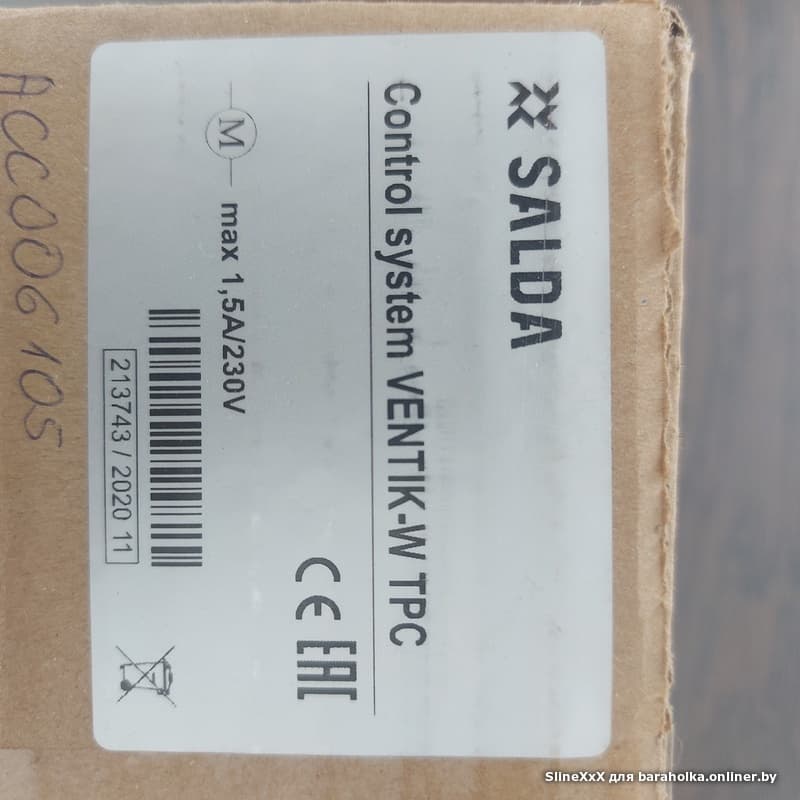 SALDA
Control system VENTIK-W TPC
M max 1,5A/230V
CE EAC
213743 / 2020 11
ACC006105
SlineXxX для baraholka.onliner.by